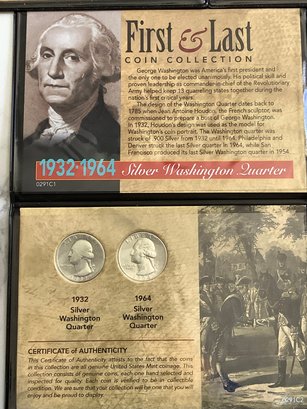 First & Last
COIN COLLECTION
George Washington was America's first president and
the only one to be elected unanimously. His political skill and
proven leadership as commander-in-chief of the Revolutionary
Army helped keep 13 quarreling states together during the
nation's first critical years.
The design of the Washington Quarter dates back to
1785 when Jean Antoine Houdin, the French sculptor, was
commissioned to prepare a bust of George Washington.
In 1932, Houdon's design was used as the model for
Washington's coin portrait. The Washington quarter was
struck of .900 Silver from 1932 until 1964. Philadelphia and
Denver struck the last Silver quarter in 1964, while San
Francisco produced its last Silver Washington quarter in 1954.
1932-1964 Silver Washington Quarter
0291C1
1932
Silver
Washington
Quarter
1964
Silver
Washington
Quarter
CERTIFICATE of AUTHENTICITY
This Certificate of Authenticity attests to the fact that the coins in
this collection are all genuine United States Mint coinage. This
collection consists of genuine coins, each one hand selected and
inspected for quality. Each coin is verified to be in collectible
condition. We are sure that your collection will be one that you will
enjoy and be proud to display.
0291C2